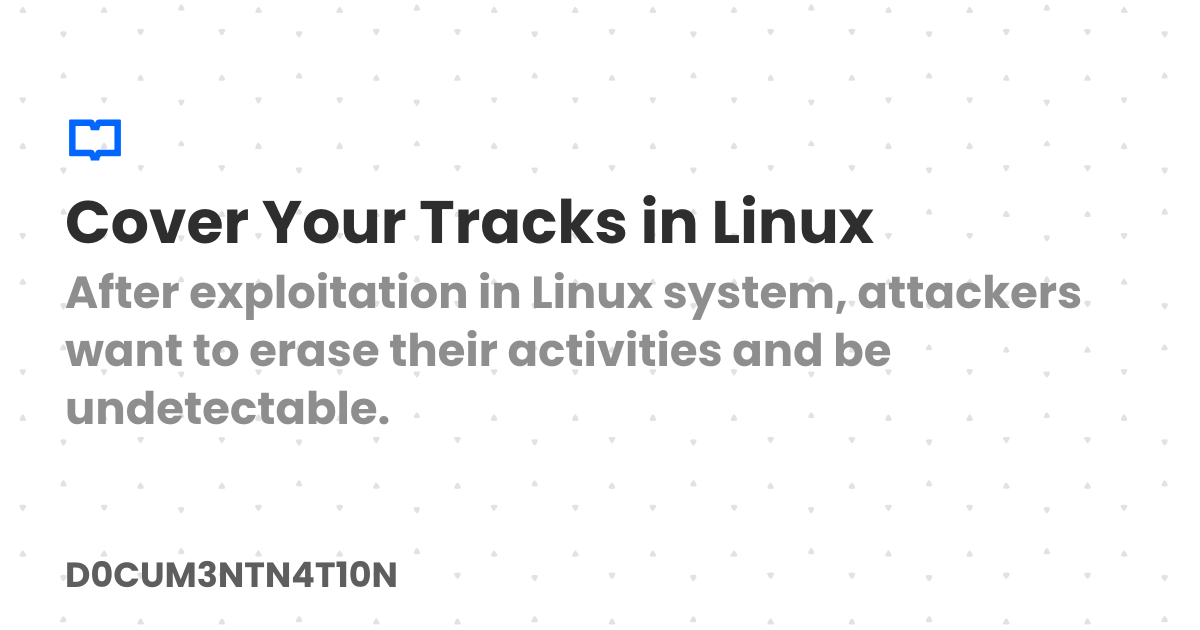 Cover Your Tracks in Linux
After exploitation in Linux system, attackers
want to erase their activities and be
undetectable.
D0CUM3NTN4T10N